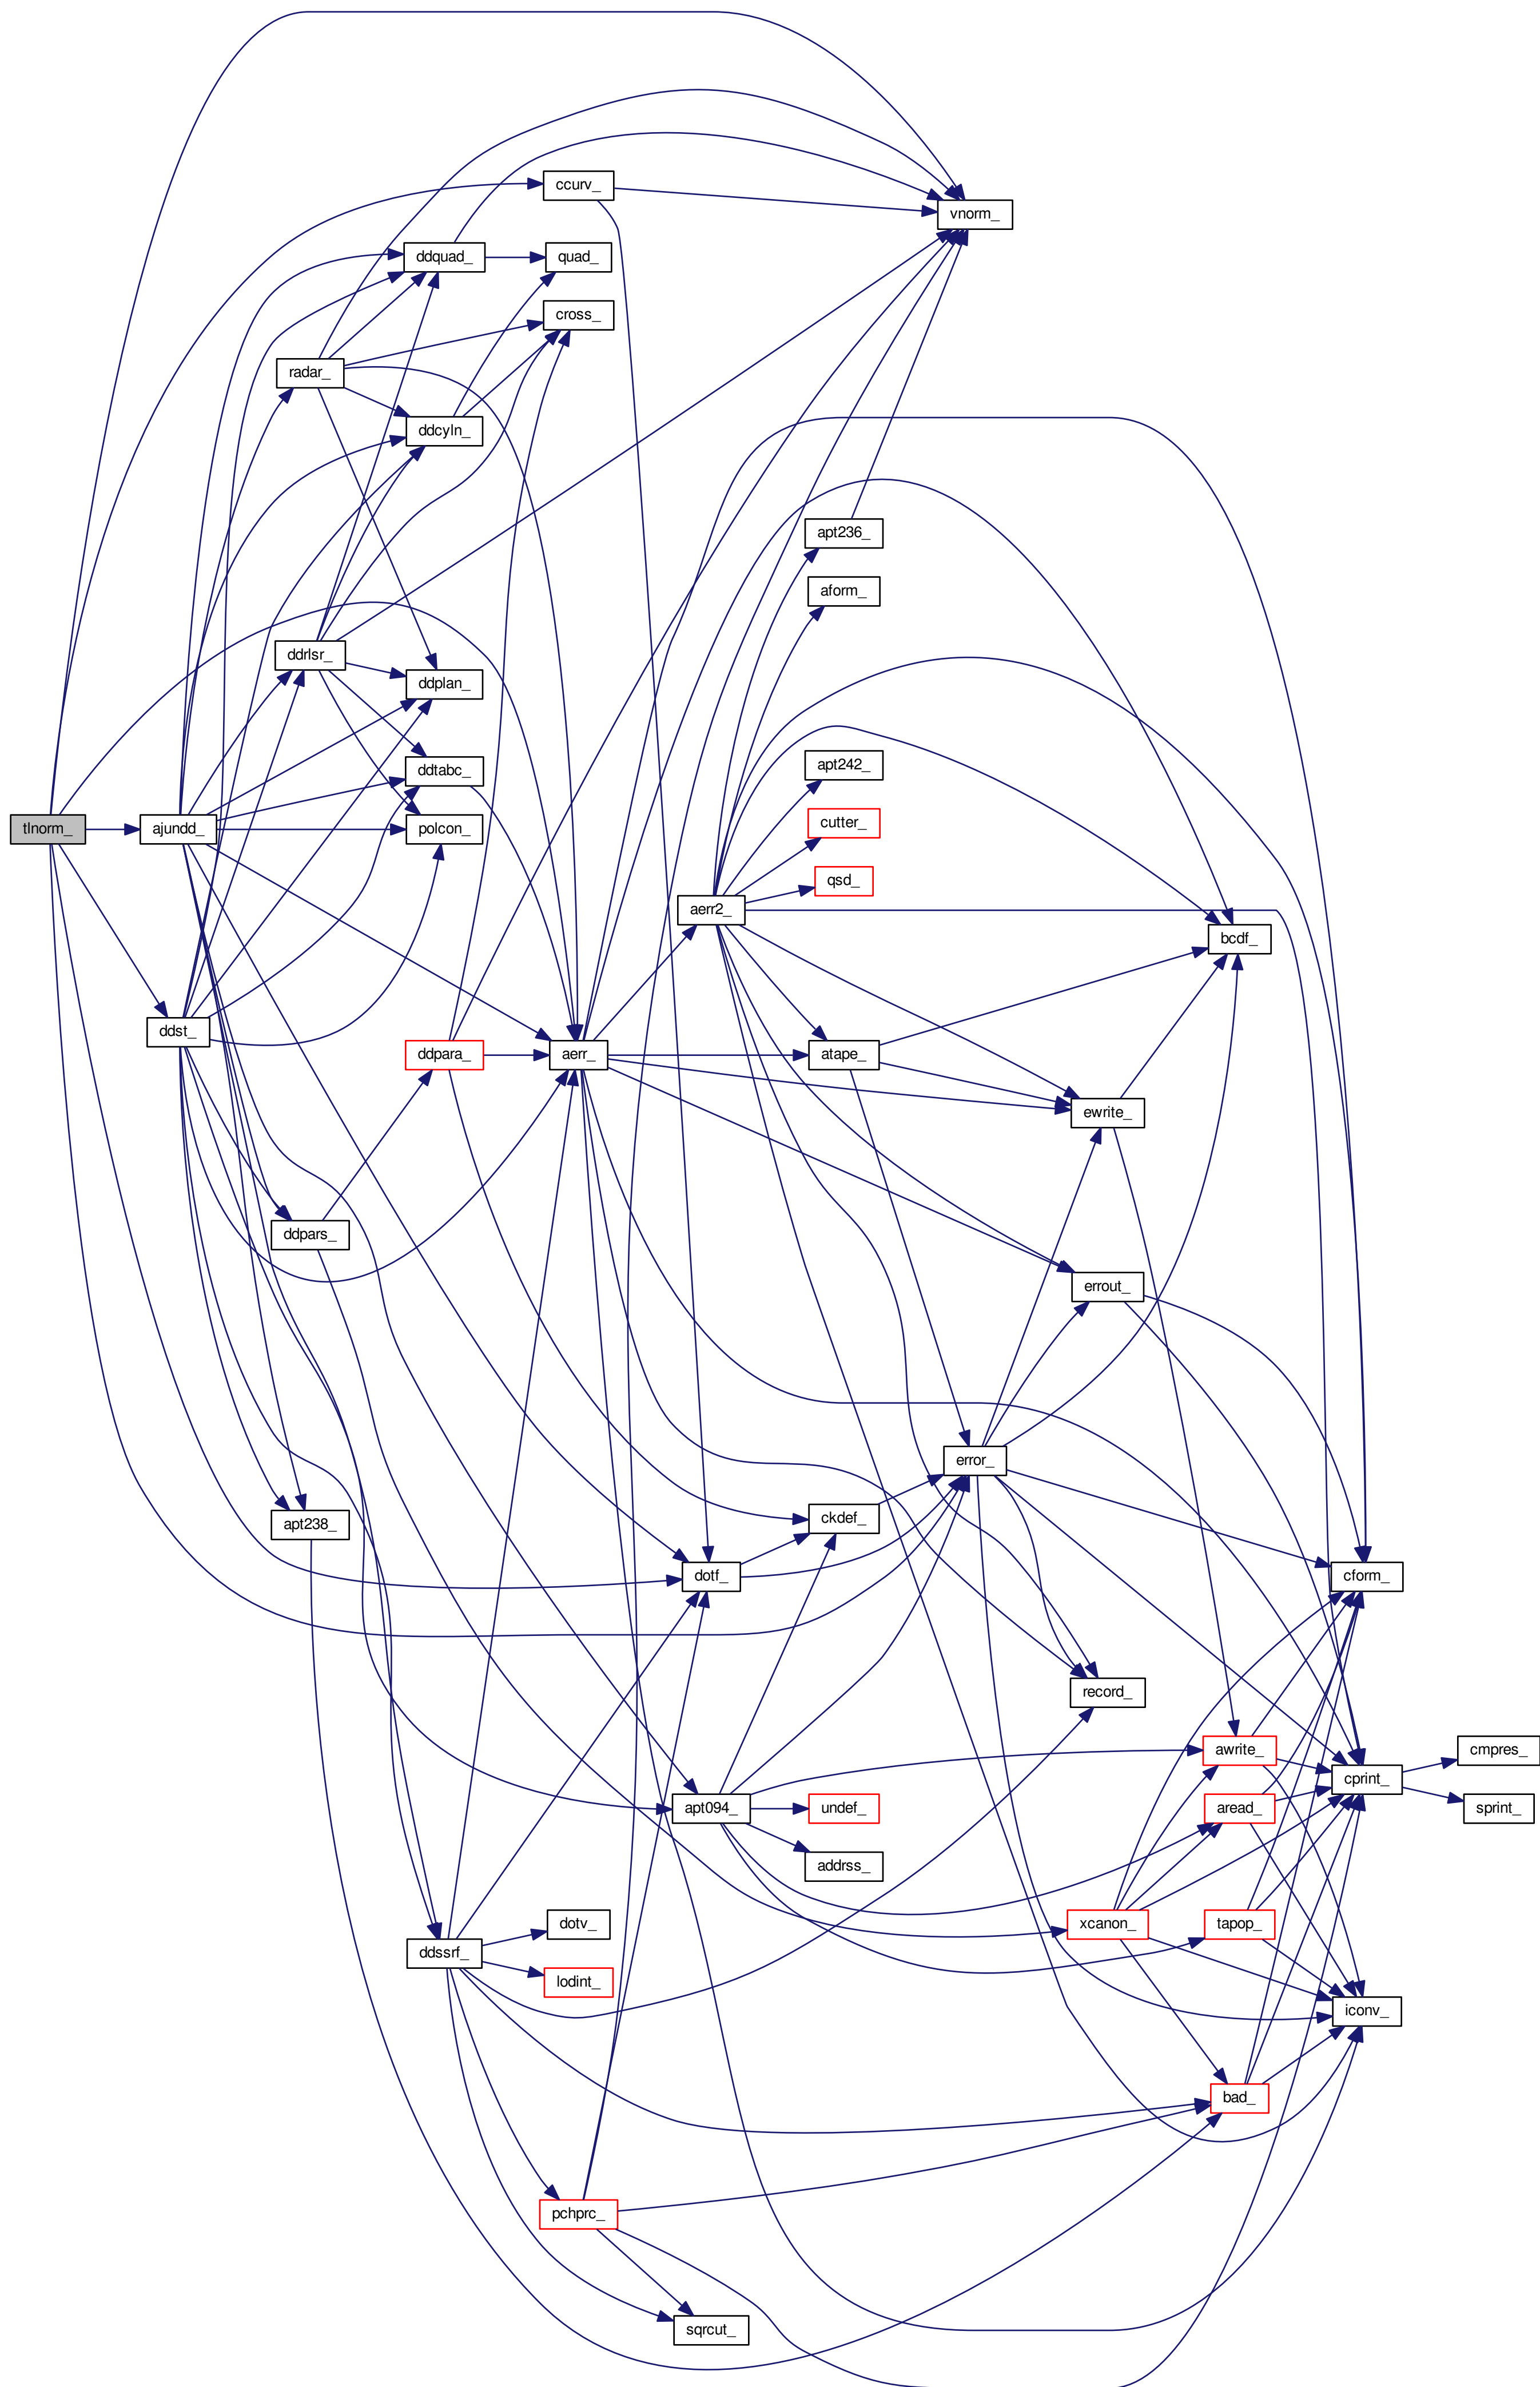 ccurv_
vnorm_
ddquad_
quad_
cross_
radar_
ddcyln_
apt236_
aform_
ddrlsr_
ddplan_
apt242_
ddtabc_
tlnorm_
ajundd_
polcon_
cutter_
qsd_
aerr2_
bcdf_
ddst_
ddpara_
aerr_
atape_
ewrite_
ddpars_
errout_
error_
apt238_
ckdef_
dotf_
cform_
record_
awrite_
cmpres_
cprint_
apt094_
undef_
aread_
sprint_
addrss_
dotv_
xcanon_
tapop_
ddssrf_
lodint_
iconv_
bad_
pchprc_
sqrcut_